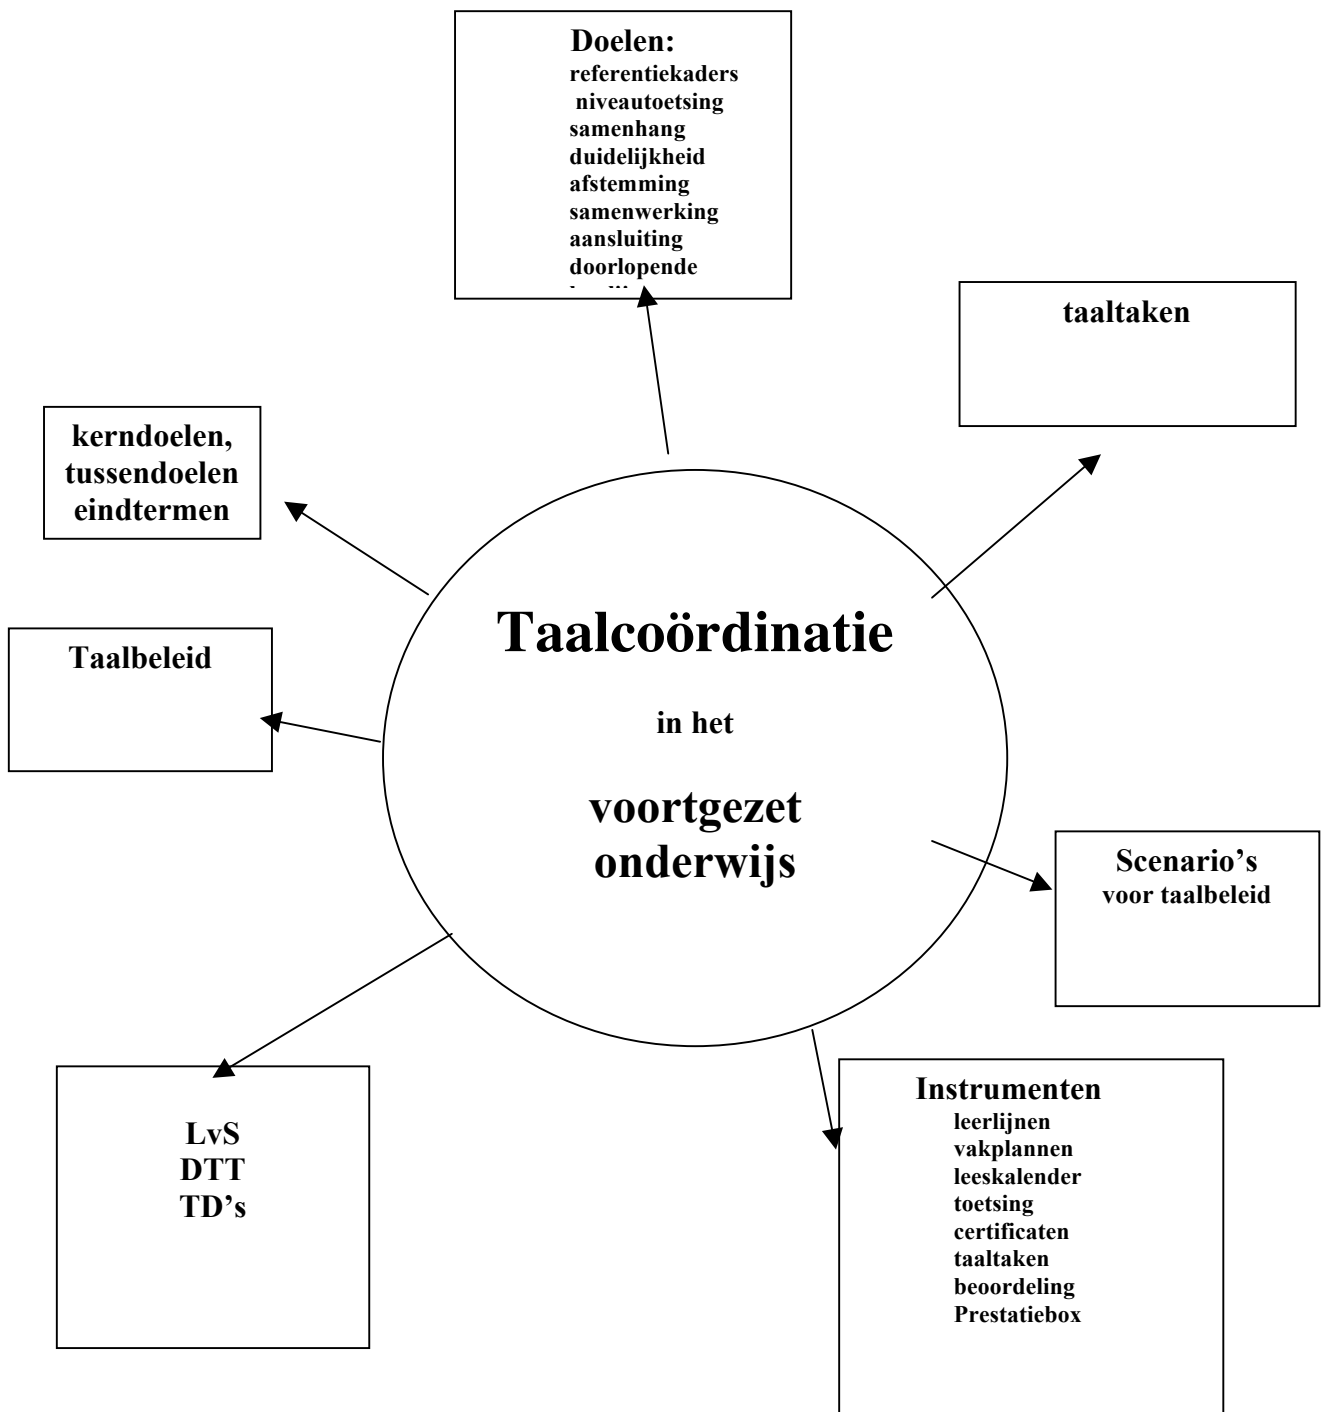 Doelen:
referentiekaders
niveautoetsing
samenhang
duidelijkheid
afstemming
samenwerking
aansluiting
doorlopende
taaltaken
kerndoelen,
tussendoelen
eindtermen
Taalbeleid
Taalcoördinatie
in het
voortgezet
onderwijs
Scenario’s
voor taalbeleid
LvS
DTT
TD’s
Instrumenten
leerlijnen
vakplannen
leeskalender
toetsing
certificaten
taaltaken
beoordeling
Prestatiebox